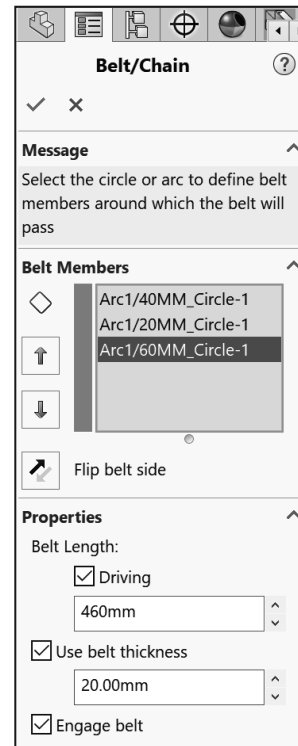 Belt/Chain
?
Message
Select the circle or arc to define belt
members around which the belt will
pass
Belt Members
Arc1/40MM_Circle-1
Arc1/20MM_Circle-1
Arc1/60MM_Circle-1
Flip belt side
Properties
Belt Length:
Driving
460mm
Use belt thickness
20.00mm
Engage belt